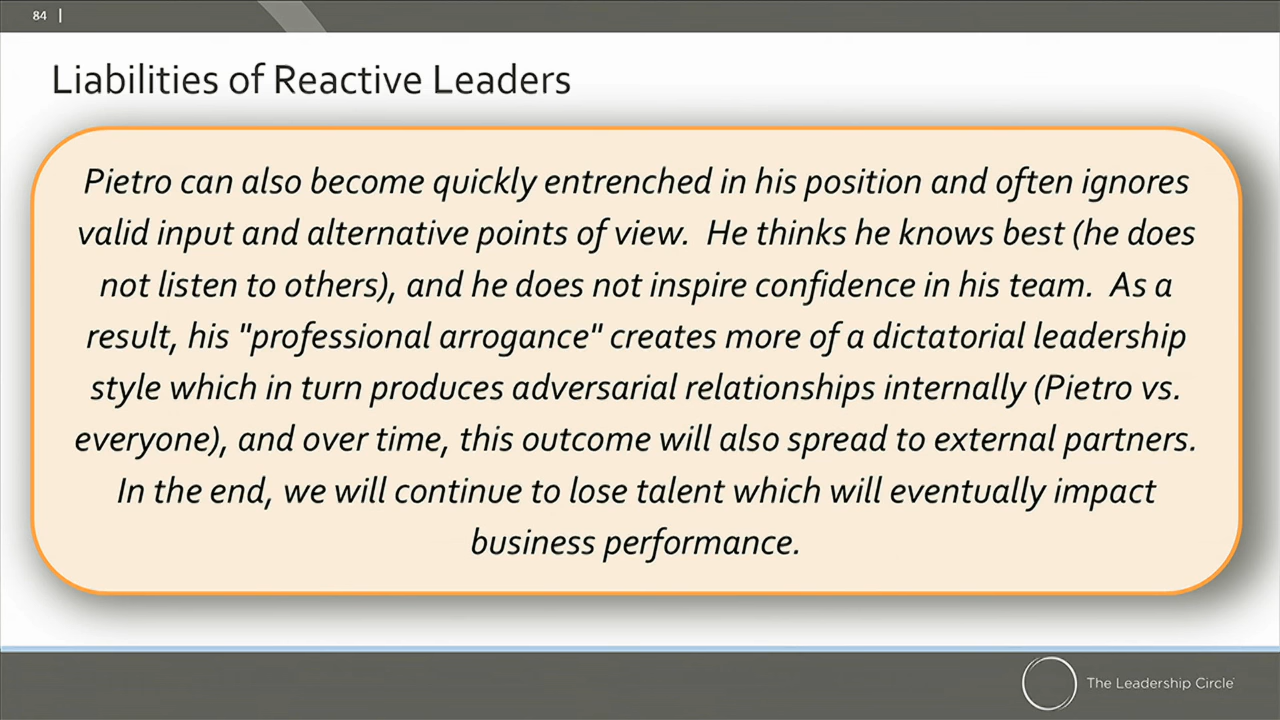 84 |
Liabilities of Reactive Leaders
Pietro can also become quickly entrenched in his position and often ignores
valid input and alternative points of view.  He thinks he knows best (he does
not listen to others), and he does not inspire confidence in his team.  As a
result, his "professional arrogance" creates more of a dictatorial leadership
style which in turn produces adversarial relationships internally (Pietro vs.
everyone), and over time, this outcome will also spread to external partners.
In the end, we will continue to lose talent which will eventually impact
business performance.
The Leadership Circle